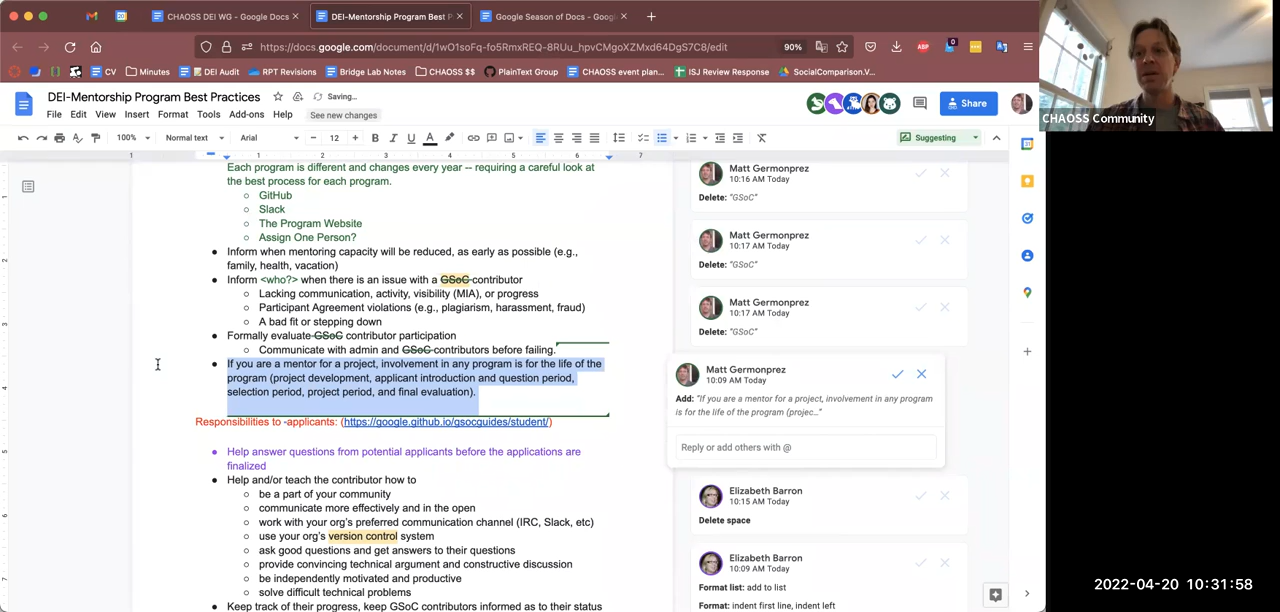 CHAOSS DEI WG - Google Docs
DEI-Mentorship Program Best P
Google Season of Docs - Goog
https://docs.google.com/document/d/1wO1soFq-fo5RmxREQ-8RUu_hpvCMgoXZMxd64DgS7C8/edit
90%
ABP
0
CV
Minutes
DEI Audit
RPT Revisions
Bridge Lab Notes
CHAOSS $$
PlainText Group
CHAOSS event plan...
ISJ Review Response
SocialComparison.V...
DEI-Mentorship Program Best Practices
Saving...
File Edit View Insert Format Tools Add-ons Help
See new changes
Share
100%
Normal text
Arial
12
Suggesting
1 1 2 3 4 5 6 7
Each program is different and changes every year -- requiring a careful look at
the best process for each program.
GitHub
Slack
The Program Website
Assign One Person?
Inform when mentoring capacity will be reduced, as early as possible (e.g.,
family, health, vacation)
Inform <who?> when there is an issue with a GSoC contributor
Lacking communication, activity, visibility (MIA), or progress
Participant Agreement violations (e.g., plagiarism, harassment, fraud)
A bad fit or stepping down
Formally evaluate GSoC contributor participation
Communicate with admin and GSoC contributors before failing.
If you are a mentor for a project, involvement in any program is for the life of the
program (project development, applicant introduction and question period,
selection period, project period, and final evaluation).
Responsibilities to -applicants: (https://google.github.io/gsocguides/student/)
Help answer questions from potential applicants before the applications are
finalized
Help and/or teach the contributor how to
be a part of your community
communicate more effectively and in the open
work with your org's preferred communication channel (IRC, Slack, etc)
use your org's version control system
ask good questions and get answers to their questions
provide convincing technical argument and constructive discussion
be independently motivated and productive
solve difficult technical problems
Keep track of their progress, keep GSoC contributors informed as to their status
Matt Germonprez
10:16 AM Today
Delete: "GSoC"
Matt Germonprez
10:17 AM Today
Delete: "GSoC"
Matt Germonprez
10:17 AM Today
Delete: "GSoC"
Matt Germonprez
10:09 AM Today
Add: "If you are a mentor for a project, involvement in any program
is for the life of the program (projec..."
Reply or add others with @
Elizabeth Barron
10:15 AM Today
Delete space
Elizabeth Barron
10:09 AM Today
Format list: add to list
Format: indent first line, indent left
CHAOSS Community
2022-04-20 10:31:58